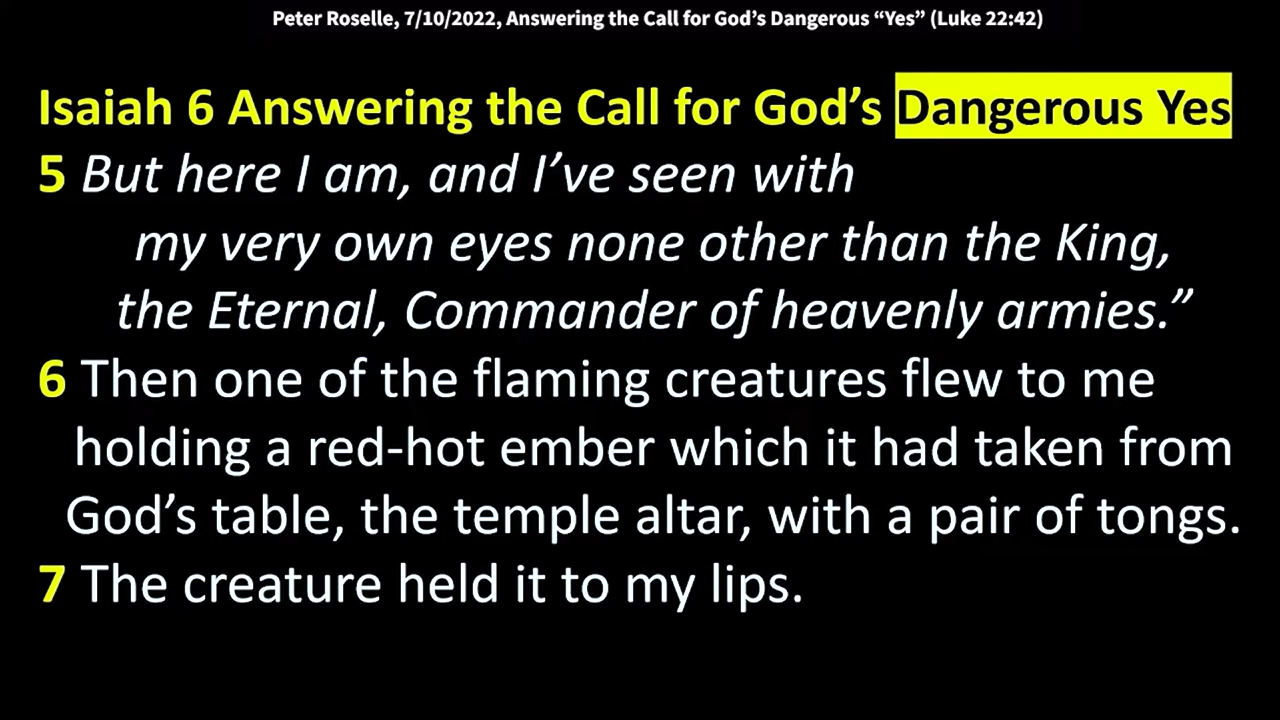 Peter Roselle, 7/10/2022, Answering the Call for God’s Dangerous “Yes” (Luke 22:42)
Isaiah 6 Answering the Call for God’s Dangerous Yes
5 But here I am, and I’ve seen with
my very own eyes none other than the King,
the Eternal, Commander of heavenly armies.”
6 Then one of the flaming creatures flew to me
holding a red-hot ember which it had taken from
God’s table, the temple altar, with a pair of tongs.
7 The creature held it to my lips.